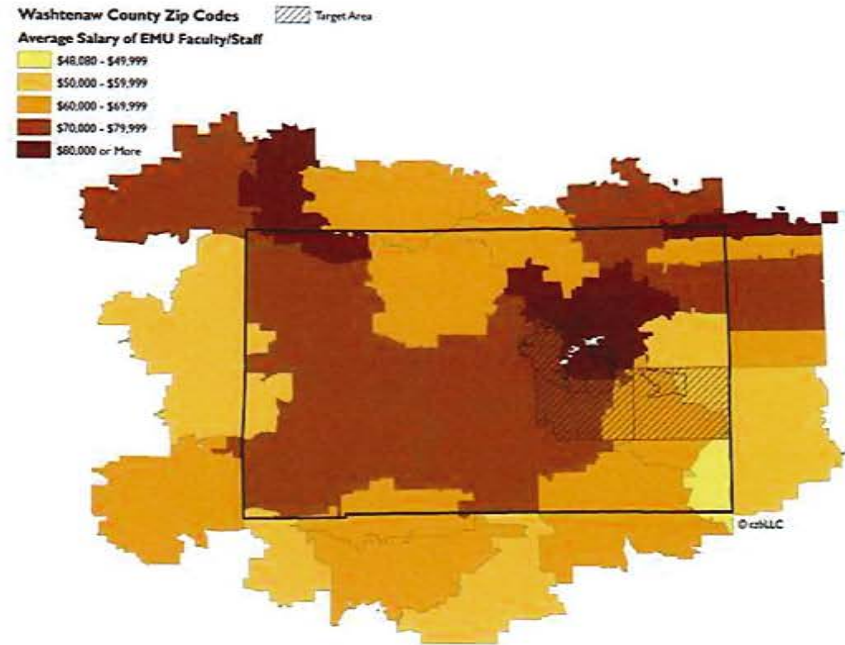 Washtenaw County Zip Codes
Target Area
Average Salary of EMU Faculty/Staff
$48,080 - $49,999
$50,000 - $59,999
$60,000 - $69,999
$70,000 - $79,999
$80,000 or More
© czbLLC